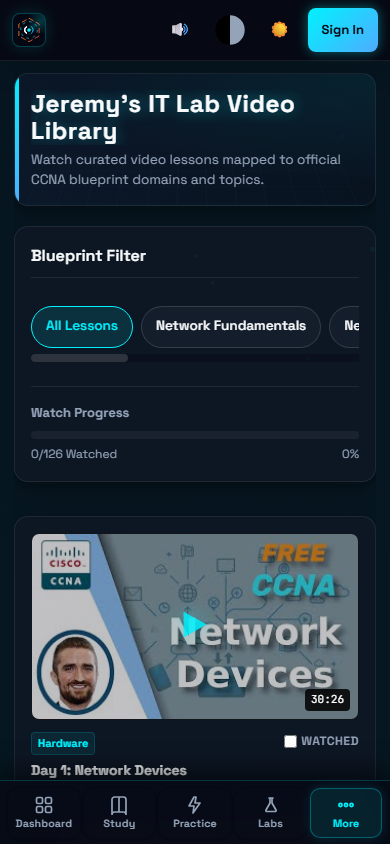 Sign In
Jeremy's IT Lab Video
Library
Watch curated video lessons mapped to official
CCNA blueprint domains and topics.
Blueprint Filter
All Lessons
Network Fundamentals
Ne
Watch Progress
0/126 Watched
0%
CISCO
CCNA
FREE
CCNA
Network
Devices
30:26
Hardware
WATCHED
Day 1: Network Devices
Dashboard
Study
Practice
Labs
More